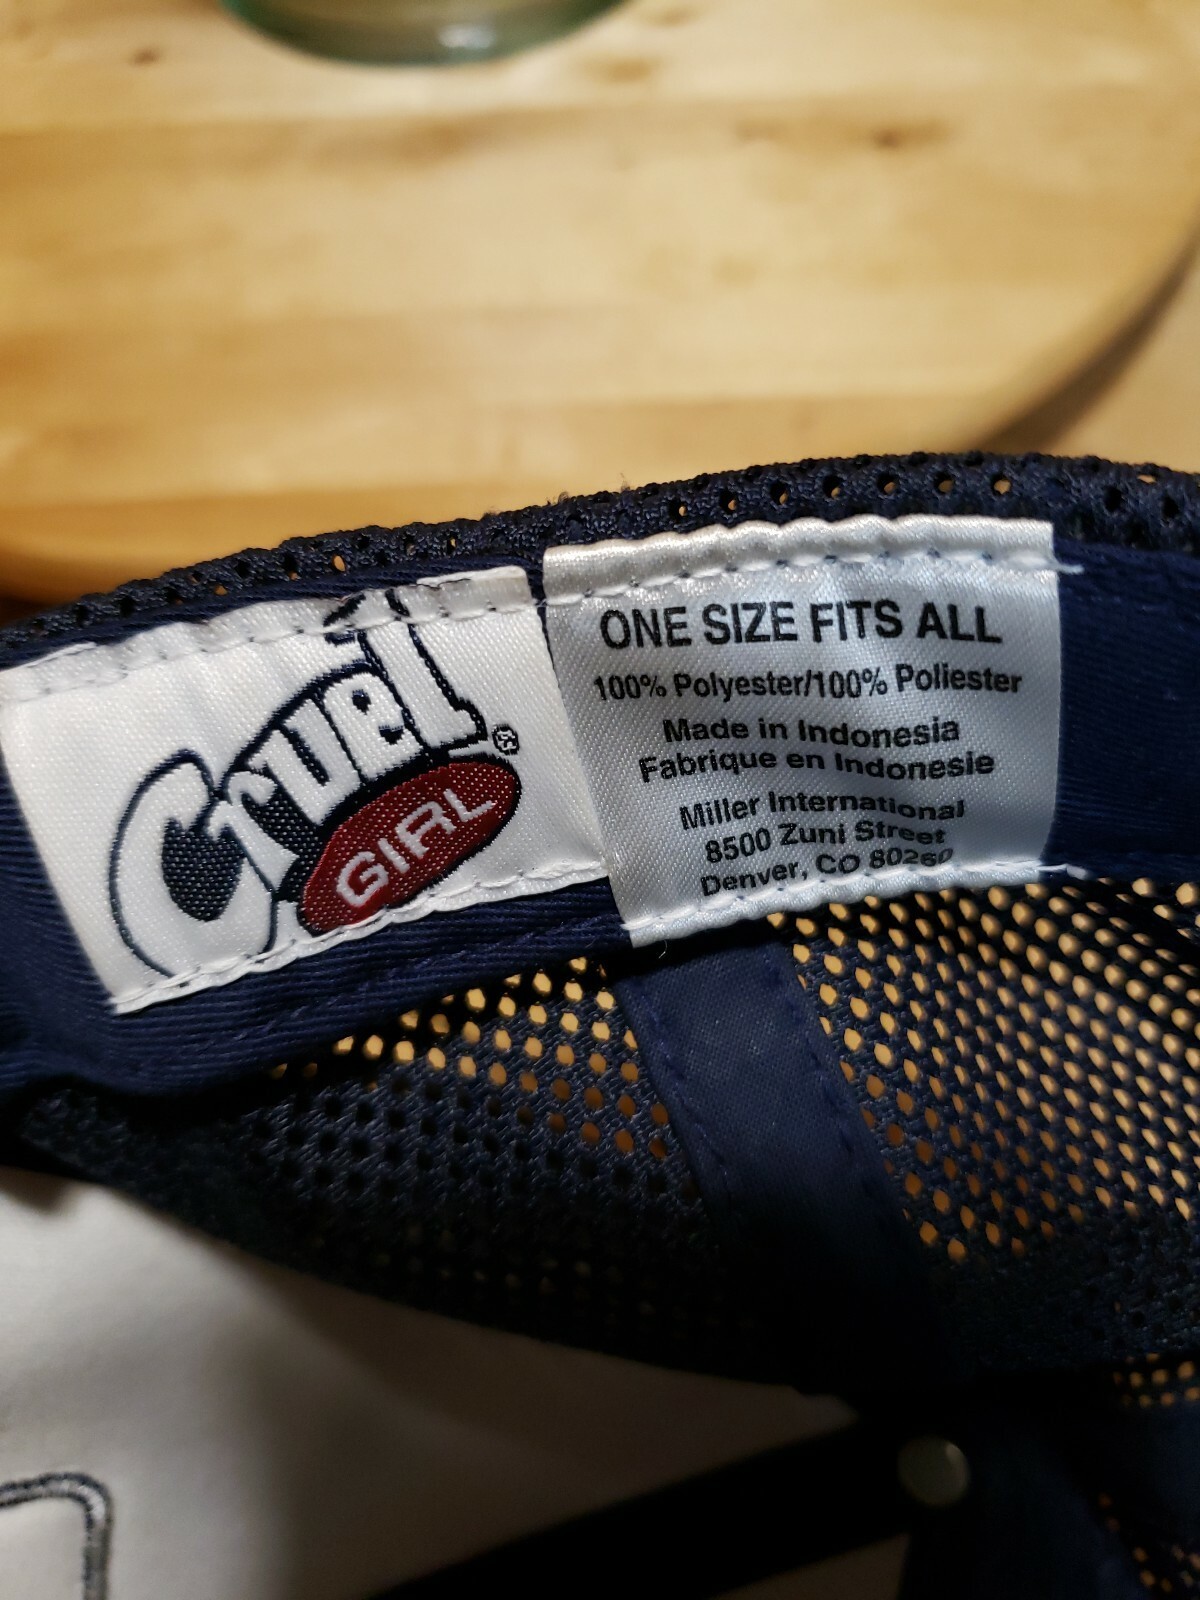 Cruel
GIRL
®
ONE SIZE FITS ALL
100% Polyester/100% Poliester
Made in Indonesia
Fabrique en Indonesie
Miller International
8500 Zuni Street
Denver, CO 80260